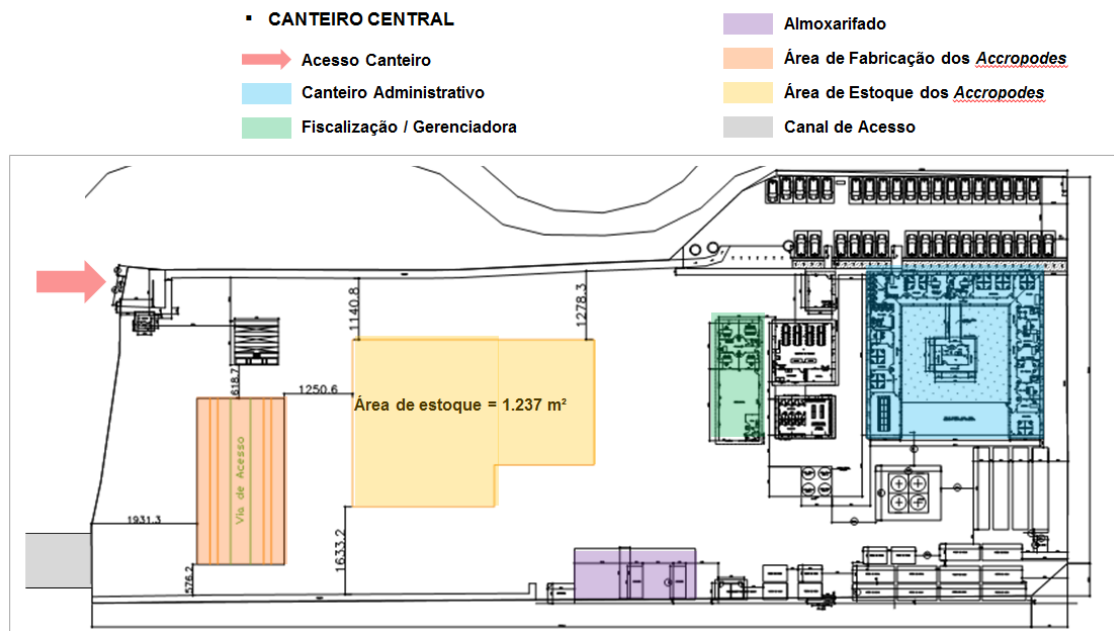 ▪ CANTEIRO CENTRAL
Acesso Canteiro
Canteiro Administrativo
Fiscalização / Gerenciadora
Almoxarifado
Área de Fabricação dos Accropodes
Área de Estoque dos Accropodes
Canal de Acesso
1140.8
1278.3
618.7
1250.6
Área de estoque = 1.237 m²
Via de Acesso
1931.3
1633.2
576.2